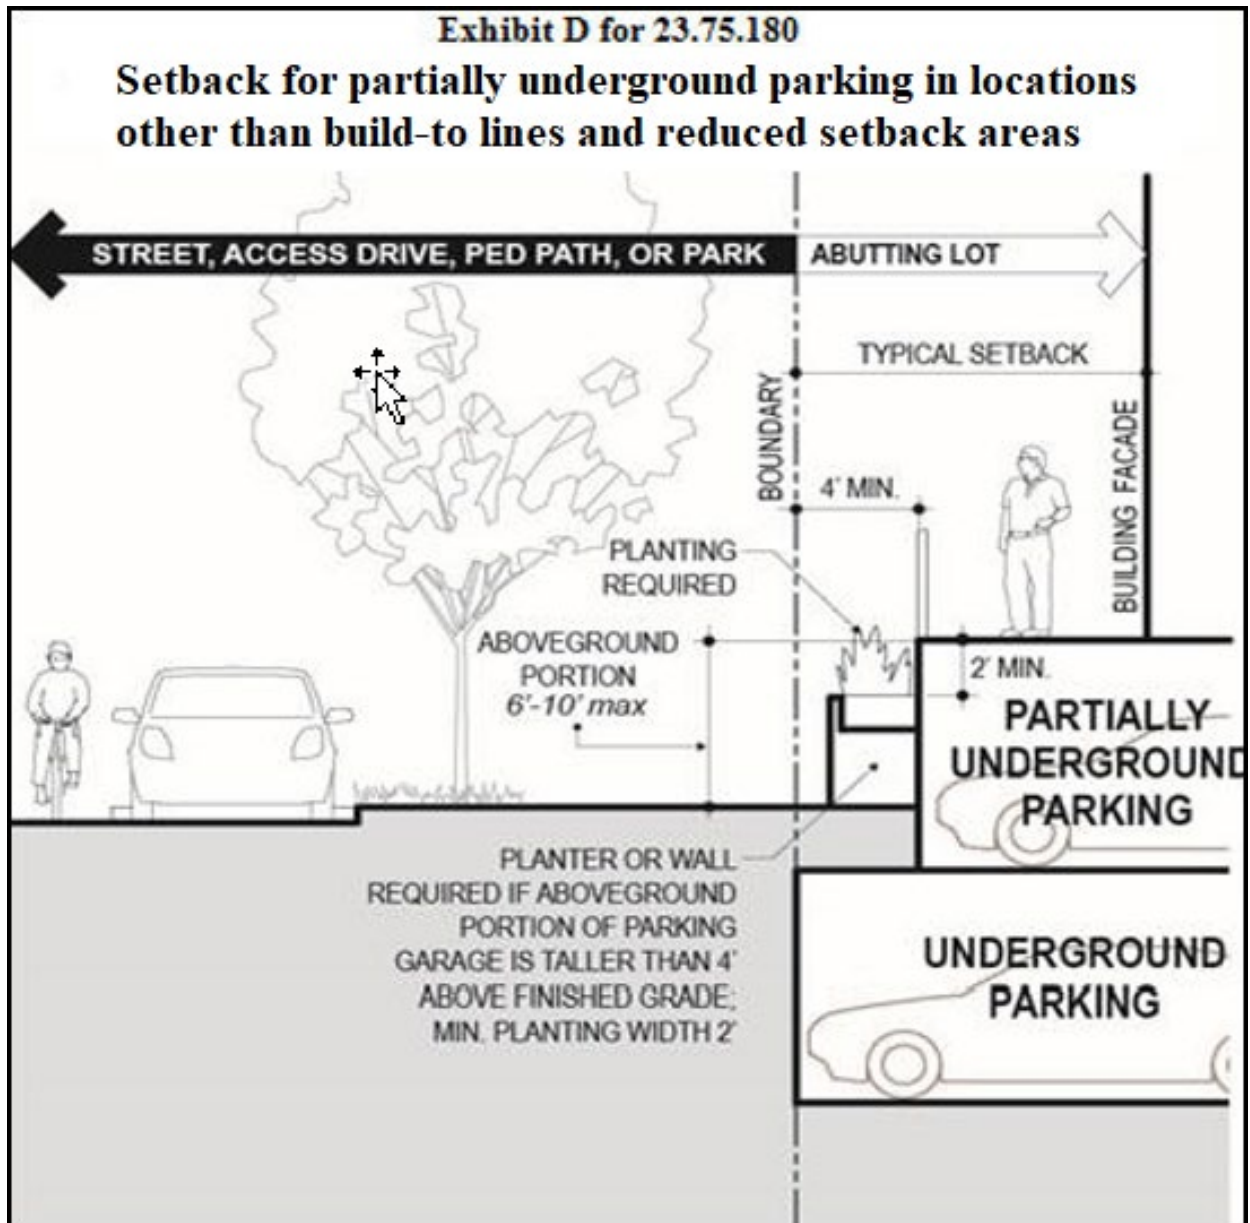 Exhibit D for 23.75.180
Setback for partially underground parking in locations
other than build-to lines and reduced setback areas
STREET, ACCESS DRIVE, PED PATH, OR PARK
ABUTTING LOT
TYPICAL SETBACK
BOUNDARY
BUILDING FACADE
4' MIN.
PLANTING
REQUIRED
ABOVEGROUND
PORTION
6'-10' max
2' MIN.
PARTIALLY
UNDERGROUND
PARKING
PLANTER OR WALL
REQUIRED IF ABOVEGROUND
PORTION OF PARKING
GARAGE IS TALLER THAN 4'
ABOVE FINISHED GRADE;
MIN. PLANTING WIDTH 2'
UNDERGROUND
PARKING